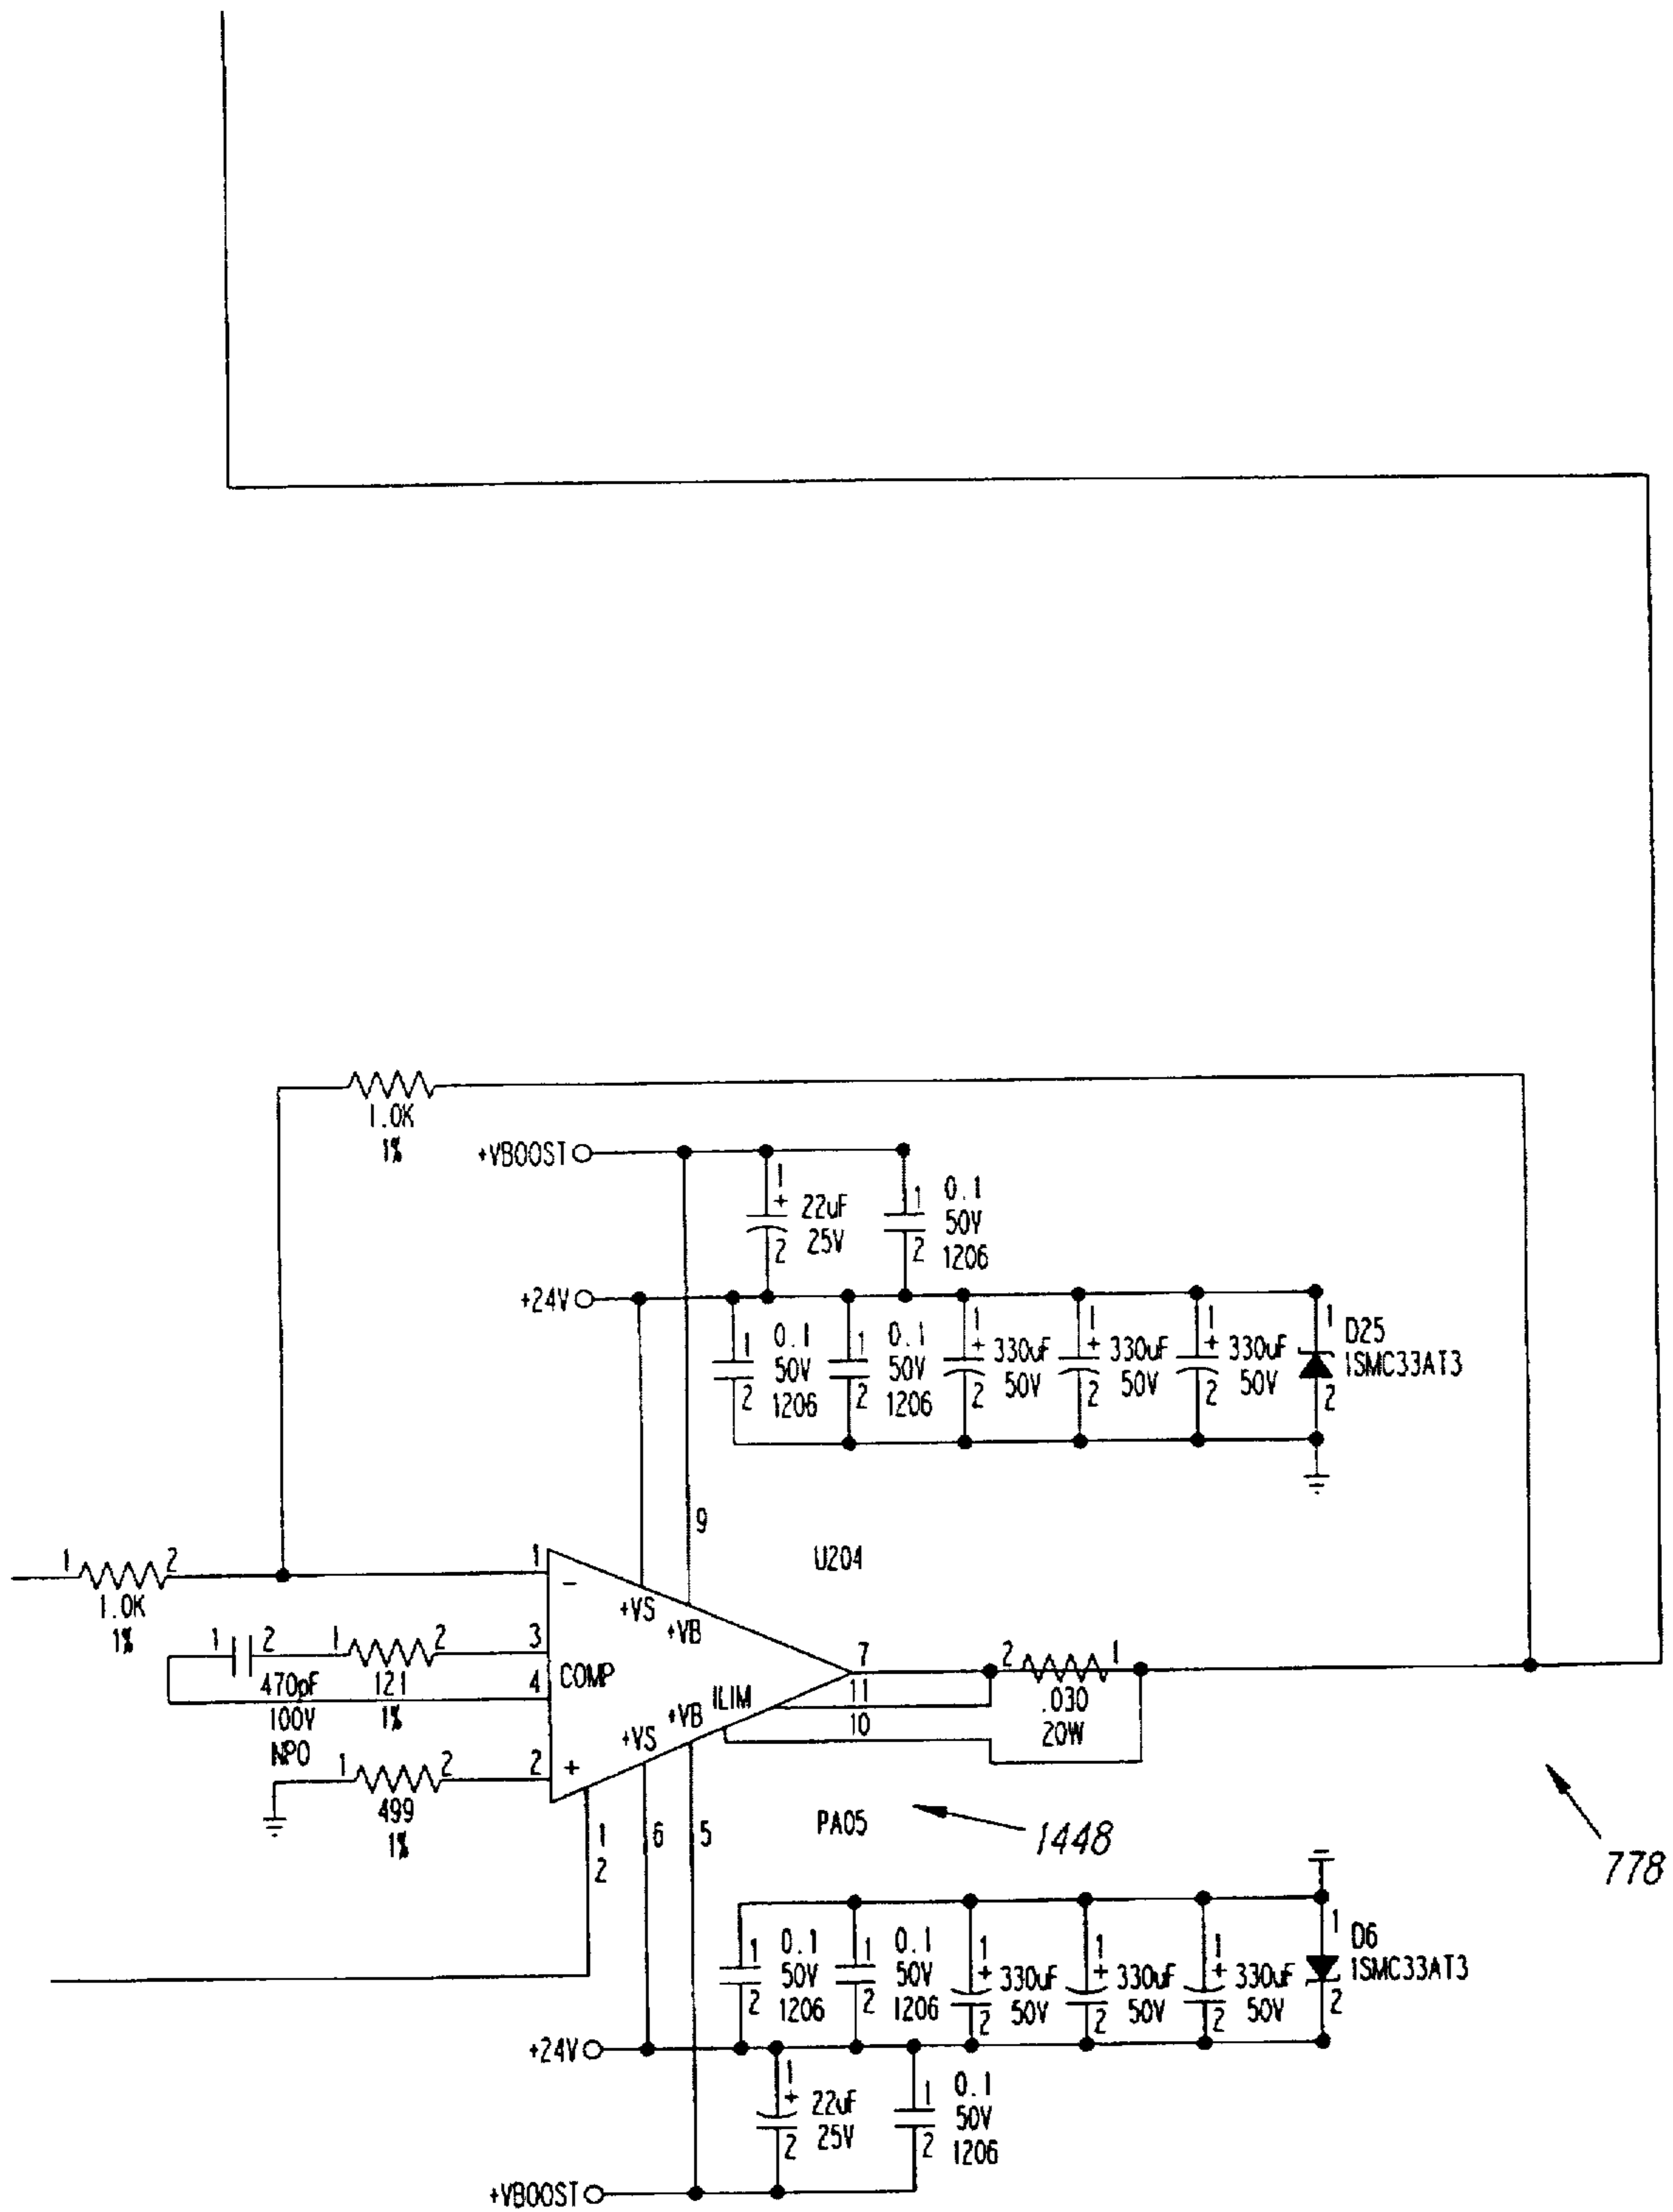 1.0K
1%
+VBOOST
1
+ 22uF
2 25V
1 0.1
50V
2 1206
+24V
1 0.1
50V
2 1206
1 0.1
50V
2 1206
1
+ 330uF
2 50V
1
+ 330uF
2 50V
1
+ 330uF
2 50V
1 D25
1SMC33AT3
2
9
U204
1 2
1.0K
1%
1
-
+VS
+VB
1 2
470pF
100V
NPO
1 2
121
1%
3
4
COMP
7
11
10
ILIM
2 1
.030
20W
+VB
+VS
1 2
499
1%
2
+
1
2
6
5
PA05
1448
778
1 0.1
50V
2 1206
1 0.1
50V
2 1206
1
+ 330uF
2 50V
1
+ 330uF
2 50V
1
+ 330uF
2 50V
1 D6
1SMC33AT3
2
+24V
1
+ 22uF
2 25V
1 0.1
50V
2 1206
+VBOOST